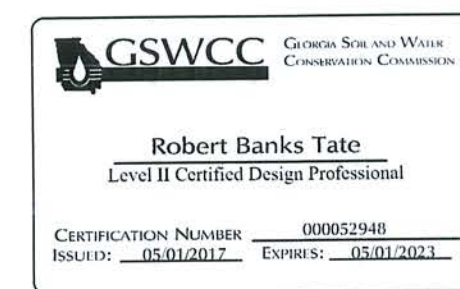 GSWCC
GEORGIA SOIL AND WATER
CONSERVATION COMMISSION
Robert Banks Tate
Level II Certified Design Professional
CERTIFICATION NUMBER 000052948
ISSUED: 05/01/2017 EXPIRES: 05/01/2023